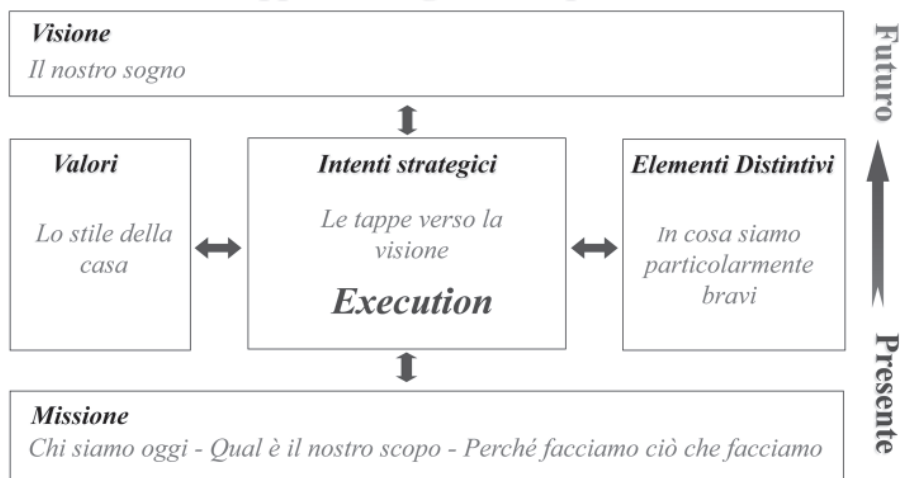 Visione
Il nostro sogno
Futuro
Valori
Lo stile della
casa
Intenti strategici
Le tappe verso la
visione
Execution
Elementi Distintivi
In cosa siamo
particolarmente
bravi
Presente
Missione
Chi siamo oggi - Qual è il nostro scopo - Perché facciamo ciò che facciamo